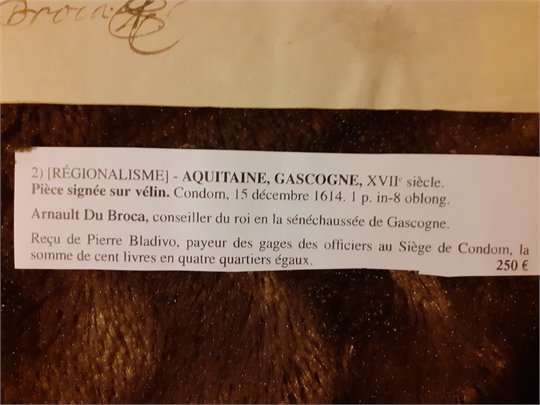 Broca
2) [RÉGIONALISME] - AQUITAINE, GASCOGNE, XVIIe siècle.
Pièce signée sur vélin. Condom, 15 décembre 1614. 1 p. in-8 oblong.
Arnault Du Broca, conseiller du roi en la sénéchaussée de Gascogne.
Reçu de Pierre Bladivo, payeur des gages des officiers au Siège de Condom, la
somme de cent livres en quatre quartiers égaux.
250 €